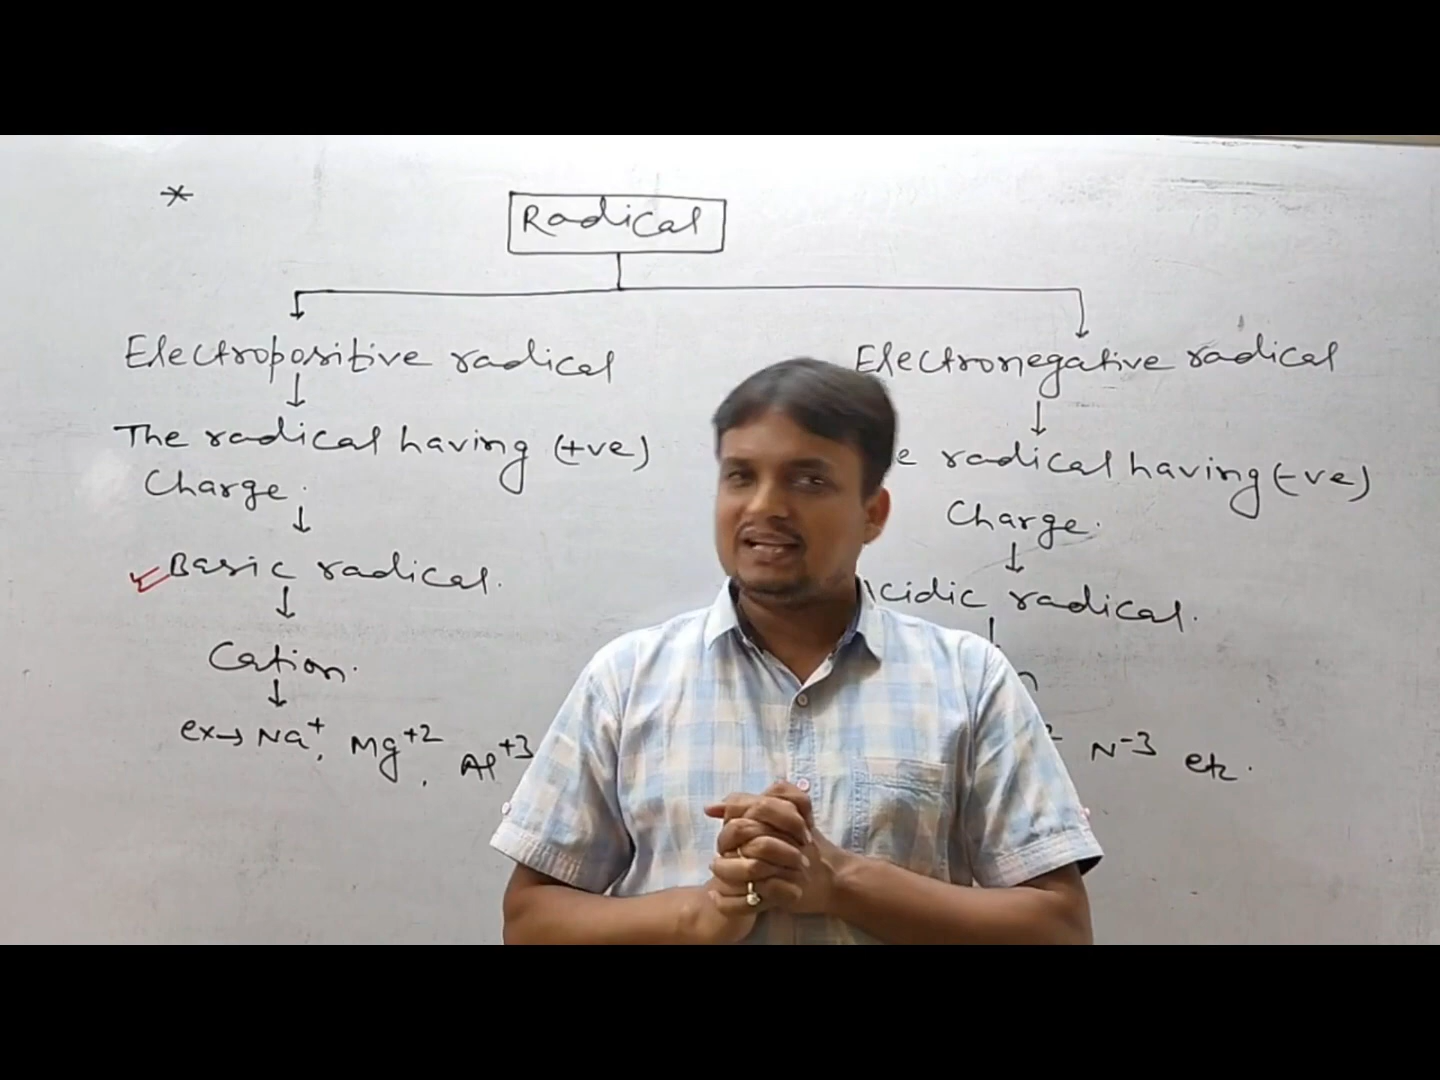 *
Radical
Electropositive radical
Electronegative radical
The radical having (+ve)
Charge.
radical having (-ve)
Charge.
Basic radical.
cidic radical.
Cation.
ex→ Na+, Mg+2, Al+3
N-3 etc.